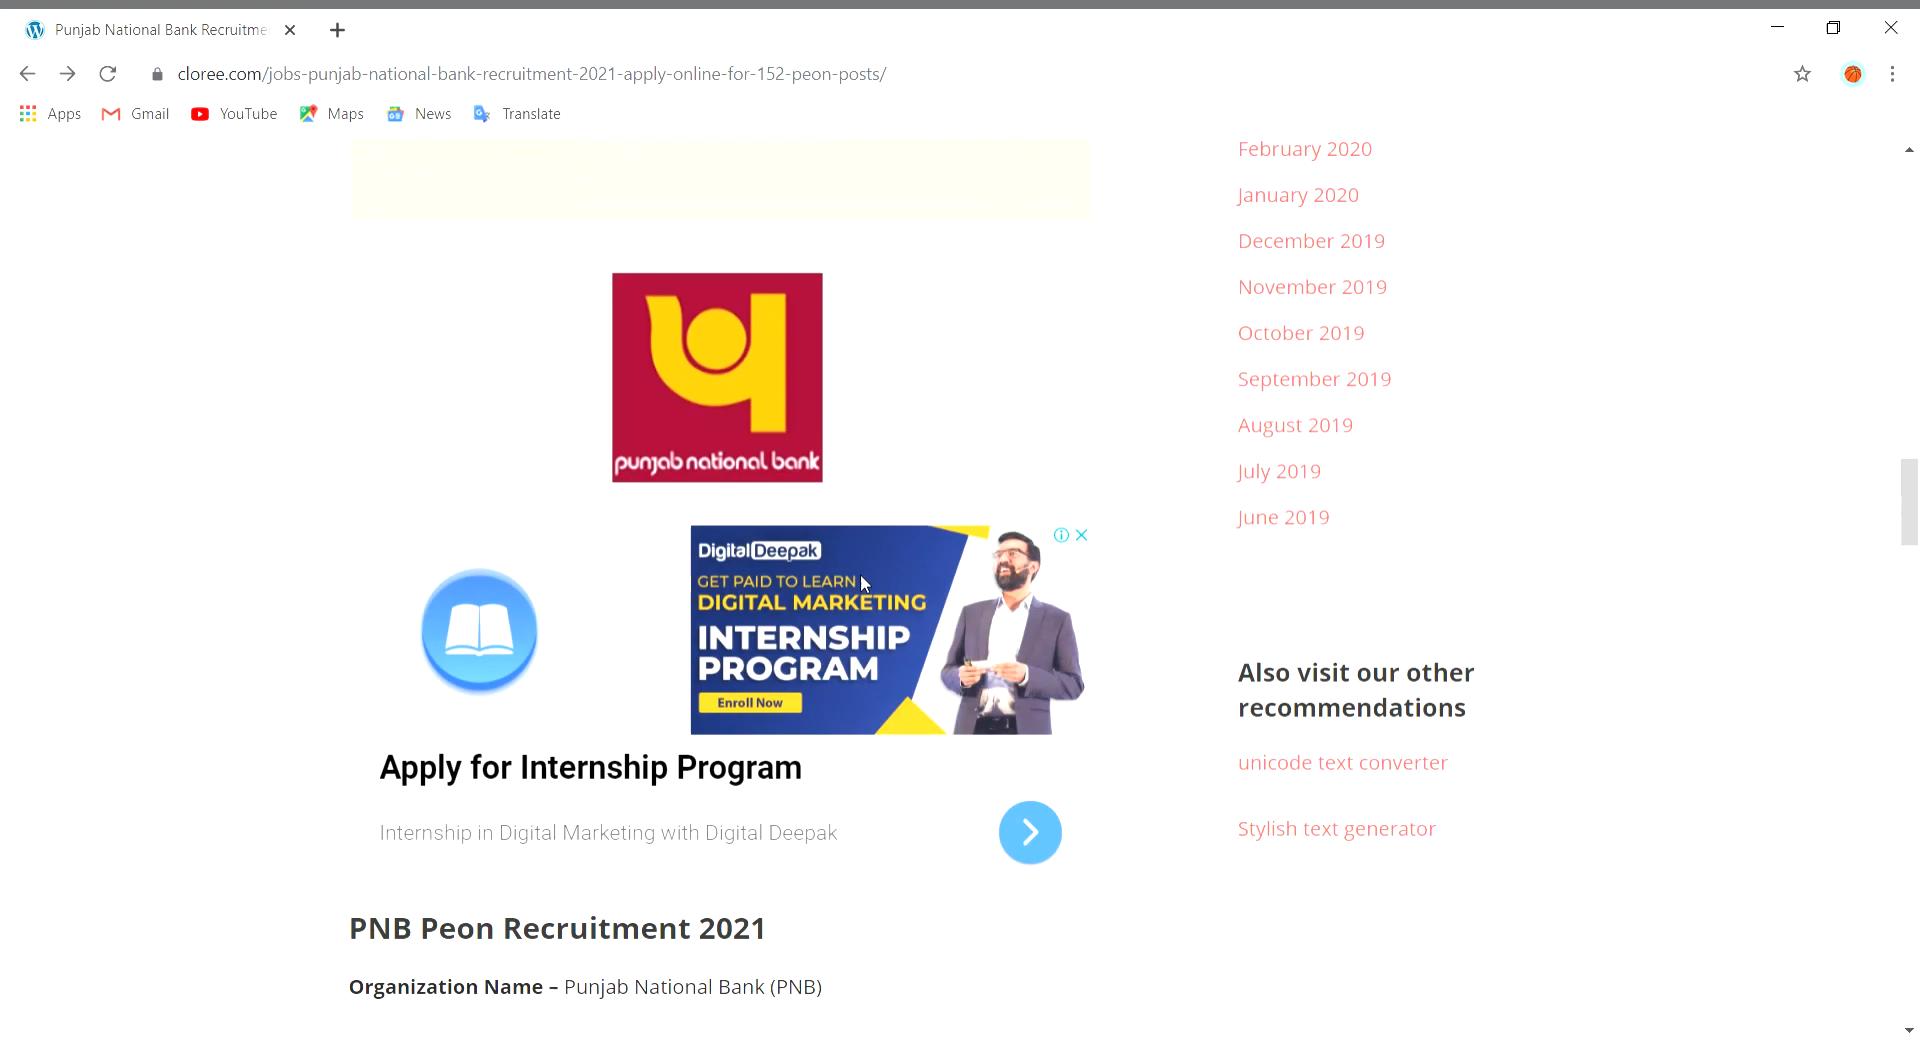 Punjab National Bank Recruitme
cloree.com/jobs-punjab-national-bank-recruitment-2021-apply-online-for-152-peon-posts/
Apps
Gmail
YouTube
Maps
News
Translate
punjab national bank
DigitalDeepak
GET PAID TO LEARN
DIGITAL MARKETING
INTERNSHIP
PROGRAM
Enroll Now
Apply for Internship Program
Internship in Digital Marketing with Digital Deepak
PNB Peon Recruitment 2021
Organization Name – Punjab National Bank (PNB)
February 2020
January 2020
December 2019
November 2019
October 2019
September 2019
August 2019
July 2019
June 2019
Also visit our other
recommendations
unicode text converter
Stylish text generator